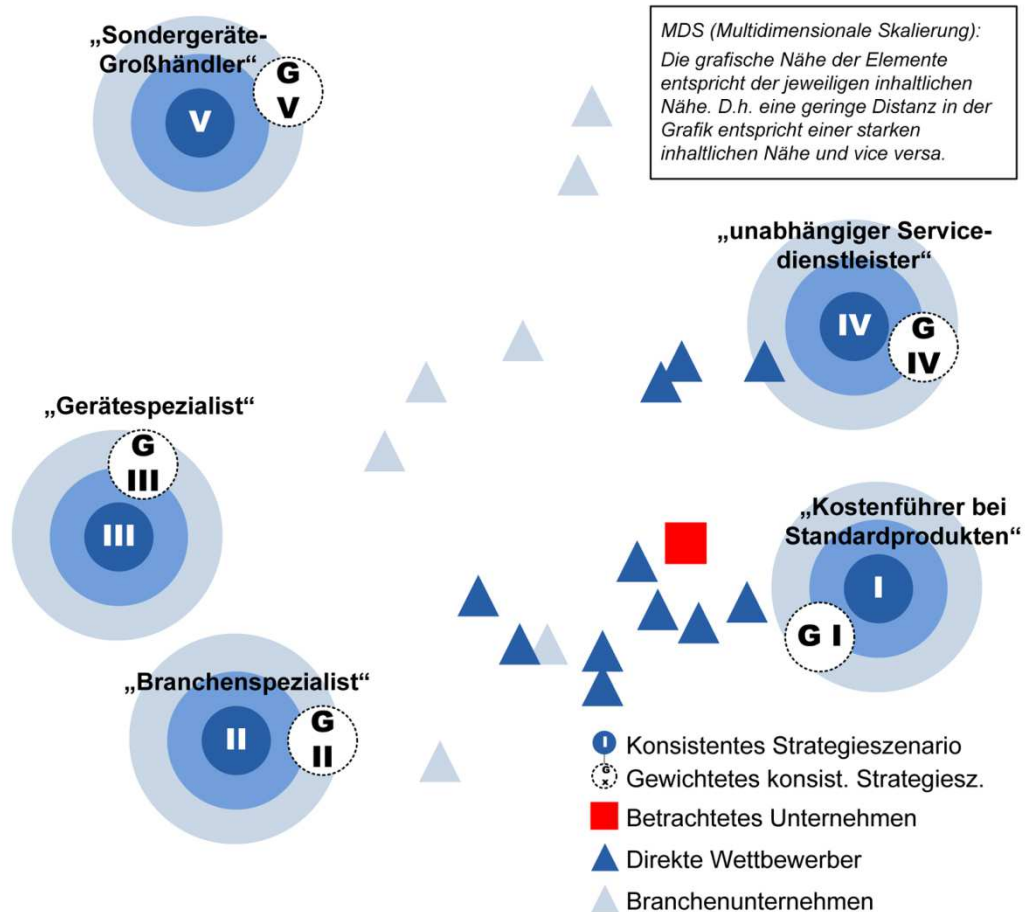 „Sondergeräte-
Großhändler“
G
V
V
MDS (Multidimensionale Skalierung):
Die grafische Nähe der Elemente
entspricht der jeweiligen inhaltlichen
Nähe. D.h. eine geringe Distanz in der
Grafik entspricht einer starken
inhaltlichen Nähe und vice versa.
„unabhängiger Service-
dienstleister“
IV
G
IV
„Gerätespezialist“
G
III
III
„Kostenführer bei
Standardprodukten“
I
G I
„Branchenspezialist“
II
G
II
I Konsistentes Strategieszenario
G
x Gewichtetes konsist. Strategiesz.
Betrachtetes Unternehmen
Direkte Wettbewerber
Branchenunternehmen